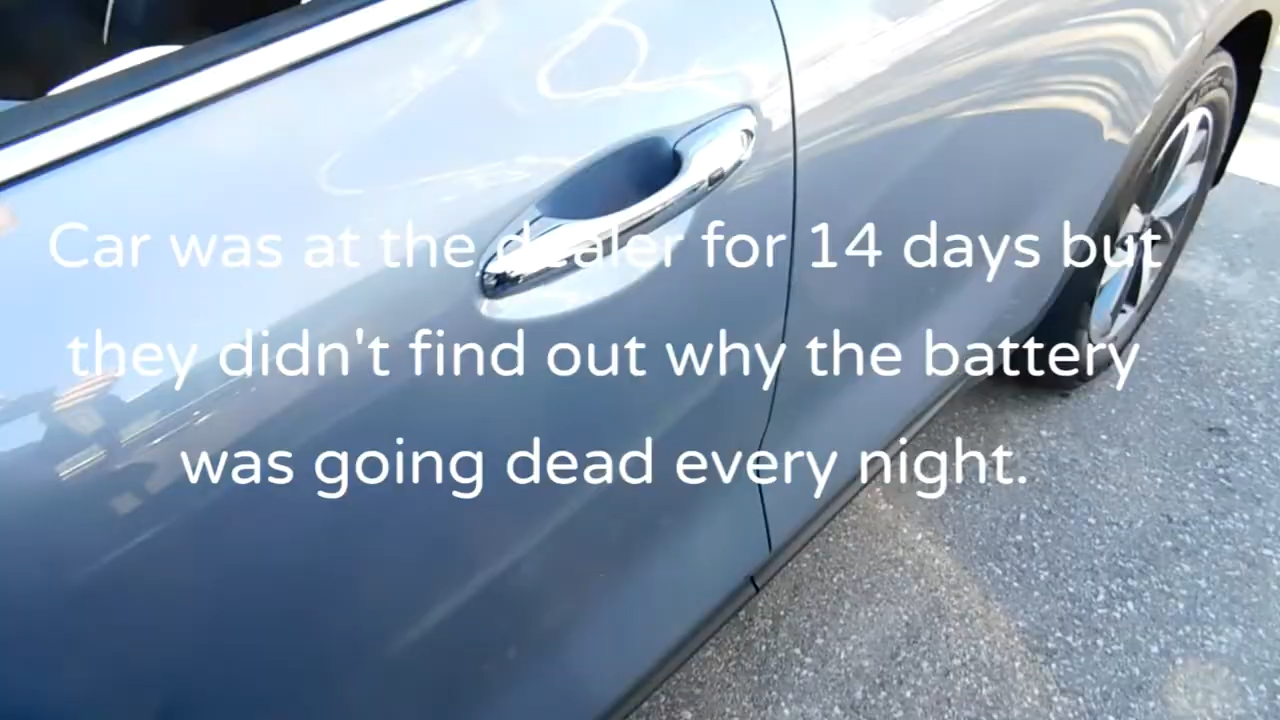 Car was at the dealer for 14 days but
they didn't find out why the battery
was going dead every night.